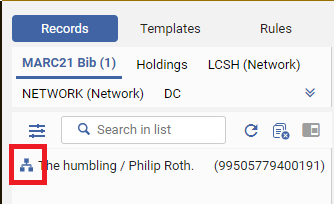 Records Templates Rules
MARC21 Bib (1) Holdings LCSH (Network)
NETWORK (Network) DC
Search in list
The humbling / Philip Roth. (99505779400191)